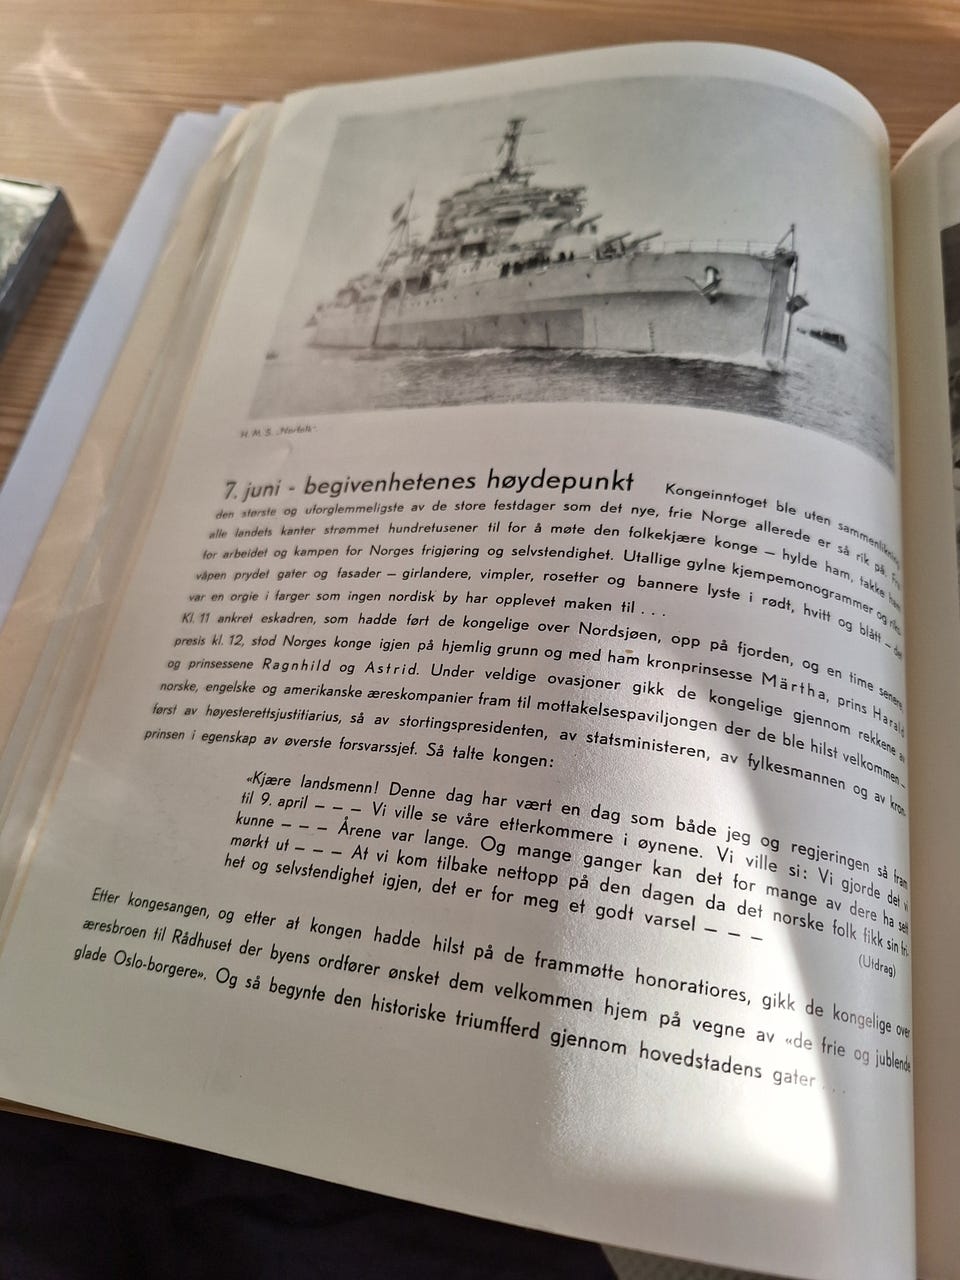 H. M. S. „Norfolk".
7. juni - begivenhetenes høydepunkt Kongeinntoget ble uten sammenlikning
den største og uforglemmeligste av de store festdager som det nye, frie Norge allerede er så rik på. Fra
alle landets kanter strømmet hundretusener til for å møte den folkekjære konge — hylde ham, takke ham
for arbeidet og kampen for Norges frigjøring og selvstendighet. Utallige gylne kjempemonogrammer og riks-
våpen prydet gater og fasader — girlandere, vimpler, rosetter og bannere lyste i rødt, hvitt og blått — det
var en orgie i farger som ingen nordisk by har opplevet maken til . . .
Kl. 11 ankret eskadren, som hadde ført de kongelige over Nordsjøen, opp på fjorden, og en time senere
presis kl. 12, stod Norges konge igjen på hjemlig grunn og med ham kronprinsesse Märtha, prins Harald
og prinsessene Ragnhild og Astrid. Under veldige ovasjoner gikk de kongelige gjennom rekkene av
norske, engelske og amerikanske æreskompanier fram til mottakelsespaviljongen der de ble hilst velkommen —
først av høyesterettsjustitiarius, så av stortingspresidenten, av statsministeren, av fylkesmannen og av kron-
prinsen i egenskap av øverste forsvarssjef. Så talte kongen:
«Kjære landsmenn! Denne dag har vært en dag som både jeg og regjeringen så fram
til 9. april — — — Vi ville se våre etterkommere i øynene. Vi ville si: Vi gjorde det vi
kunne — — — Årene var lange. Og mange ganger kan det for mange av dere ha sett
mørkt ut — — — At vi kom tilbake nettopp på den dagen da det norske folk fikk sin fri-
het og selvstendighet igjen, det er for meg et godt varsel — — —
(Utdrag)
Etter kongesangen, og etter at kongen hadde hilst på de frammøtte honoratiores, gikk de kongelige over
æresbroen til Rådhuset der byens ordfører ønsket dem velkommen hjem på vegne av «de frie og jublende
glade Oslo-borgere». Og så begynte den historiske triumfferd gjennom hovedstadens gater . . .